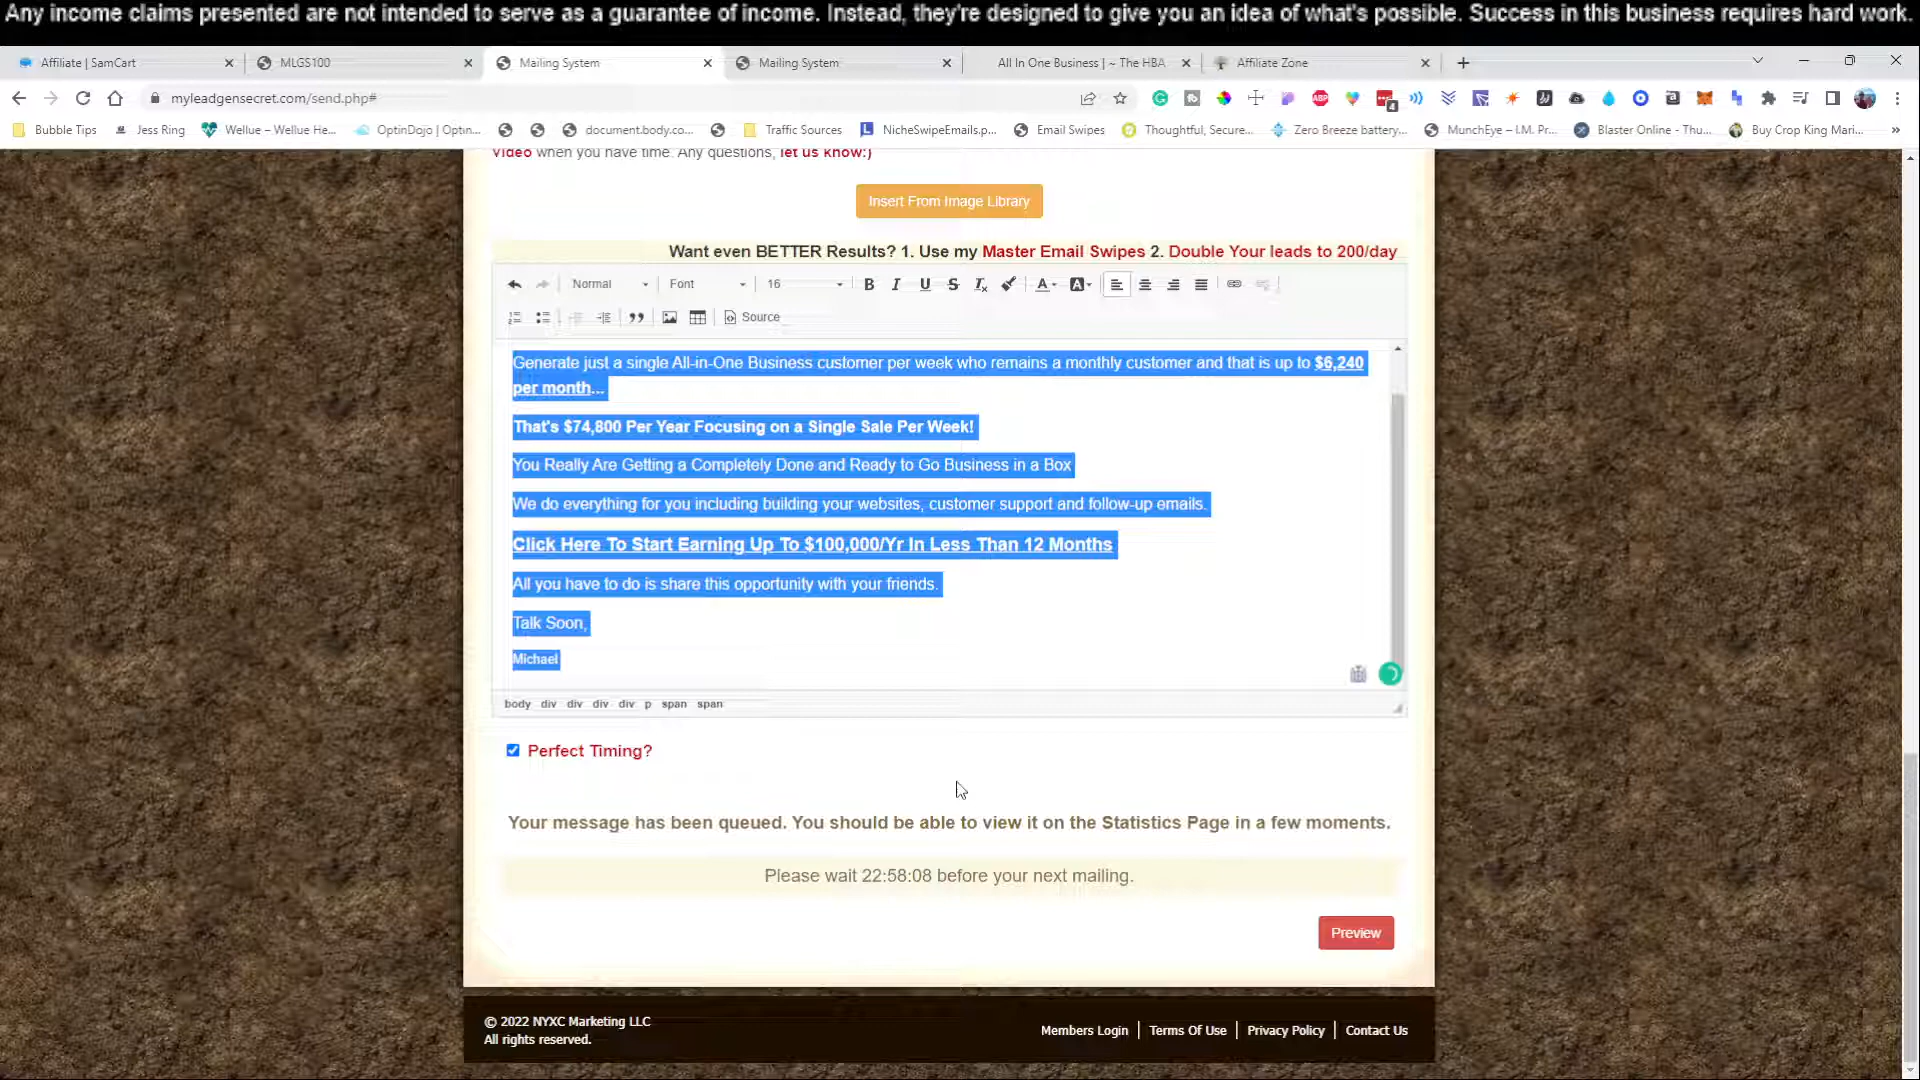 Any income claims presented are not intended to serve as a guarantee of income. Instead, they're designed to give you an idea of what's possible. Success in this business requires hard work.
Affiliate | SamCart
MLGS100
Mailing System
Mailing System
All In One Business | ~ The HBA
Affiliate Zone
myleadgensecret.com/send.php#
4
Bubble Tips
Jess Ring
Wellue – Wellue He...
OptinDojo | Optin...
document.body.co...
Traffic Sources
NicheSwipeEmails.p...
Email Swipes
Thoughtful, Secure...
Zero Breeze battery...
MunchEye – I.M. Pr...
Blaster Online - Thu...
Buy Crop King Mari...
Video when you have time. Any questions, let us know:)
Insert From Image Library
Want even BETTER Results? 1. Use my Master Email Swipes 2. Double Your leads to 200/day
Normal
Font
16
Source
Generate just a single All-in-One Business customer per week who remains a monthly customer and that is up to $6,240
per month...
That's $74,800 Per Year Focusing on a Single Sale Per Week!
You Really Are Getting a Completely Done and Ready to Go Business in a Box
We do everything for you including building your websites, customer support and follow-up emails.
Click Here To Start Earning Up To $100,000/Yr In Less Than 12 Months
All you have to do is share this opportunity with your friends.
Talk Soon,
Michael
body div div div div p span span
Perfect Timing?
Your message has been queued. You should be able to view it on the Statistics Page in a few moments.
Please wait 22:58:08 before your next mailing.
Preview
© 2022 NYXC Marketing LLC
All rights reserved.
Members Login | Terms Of Use | Privacy Policy | Contact Us